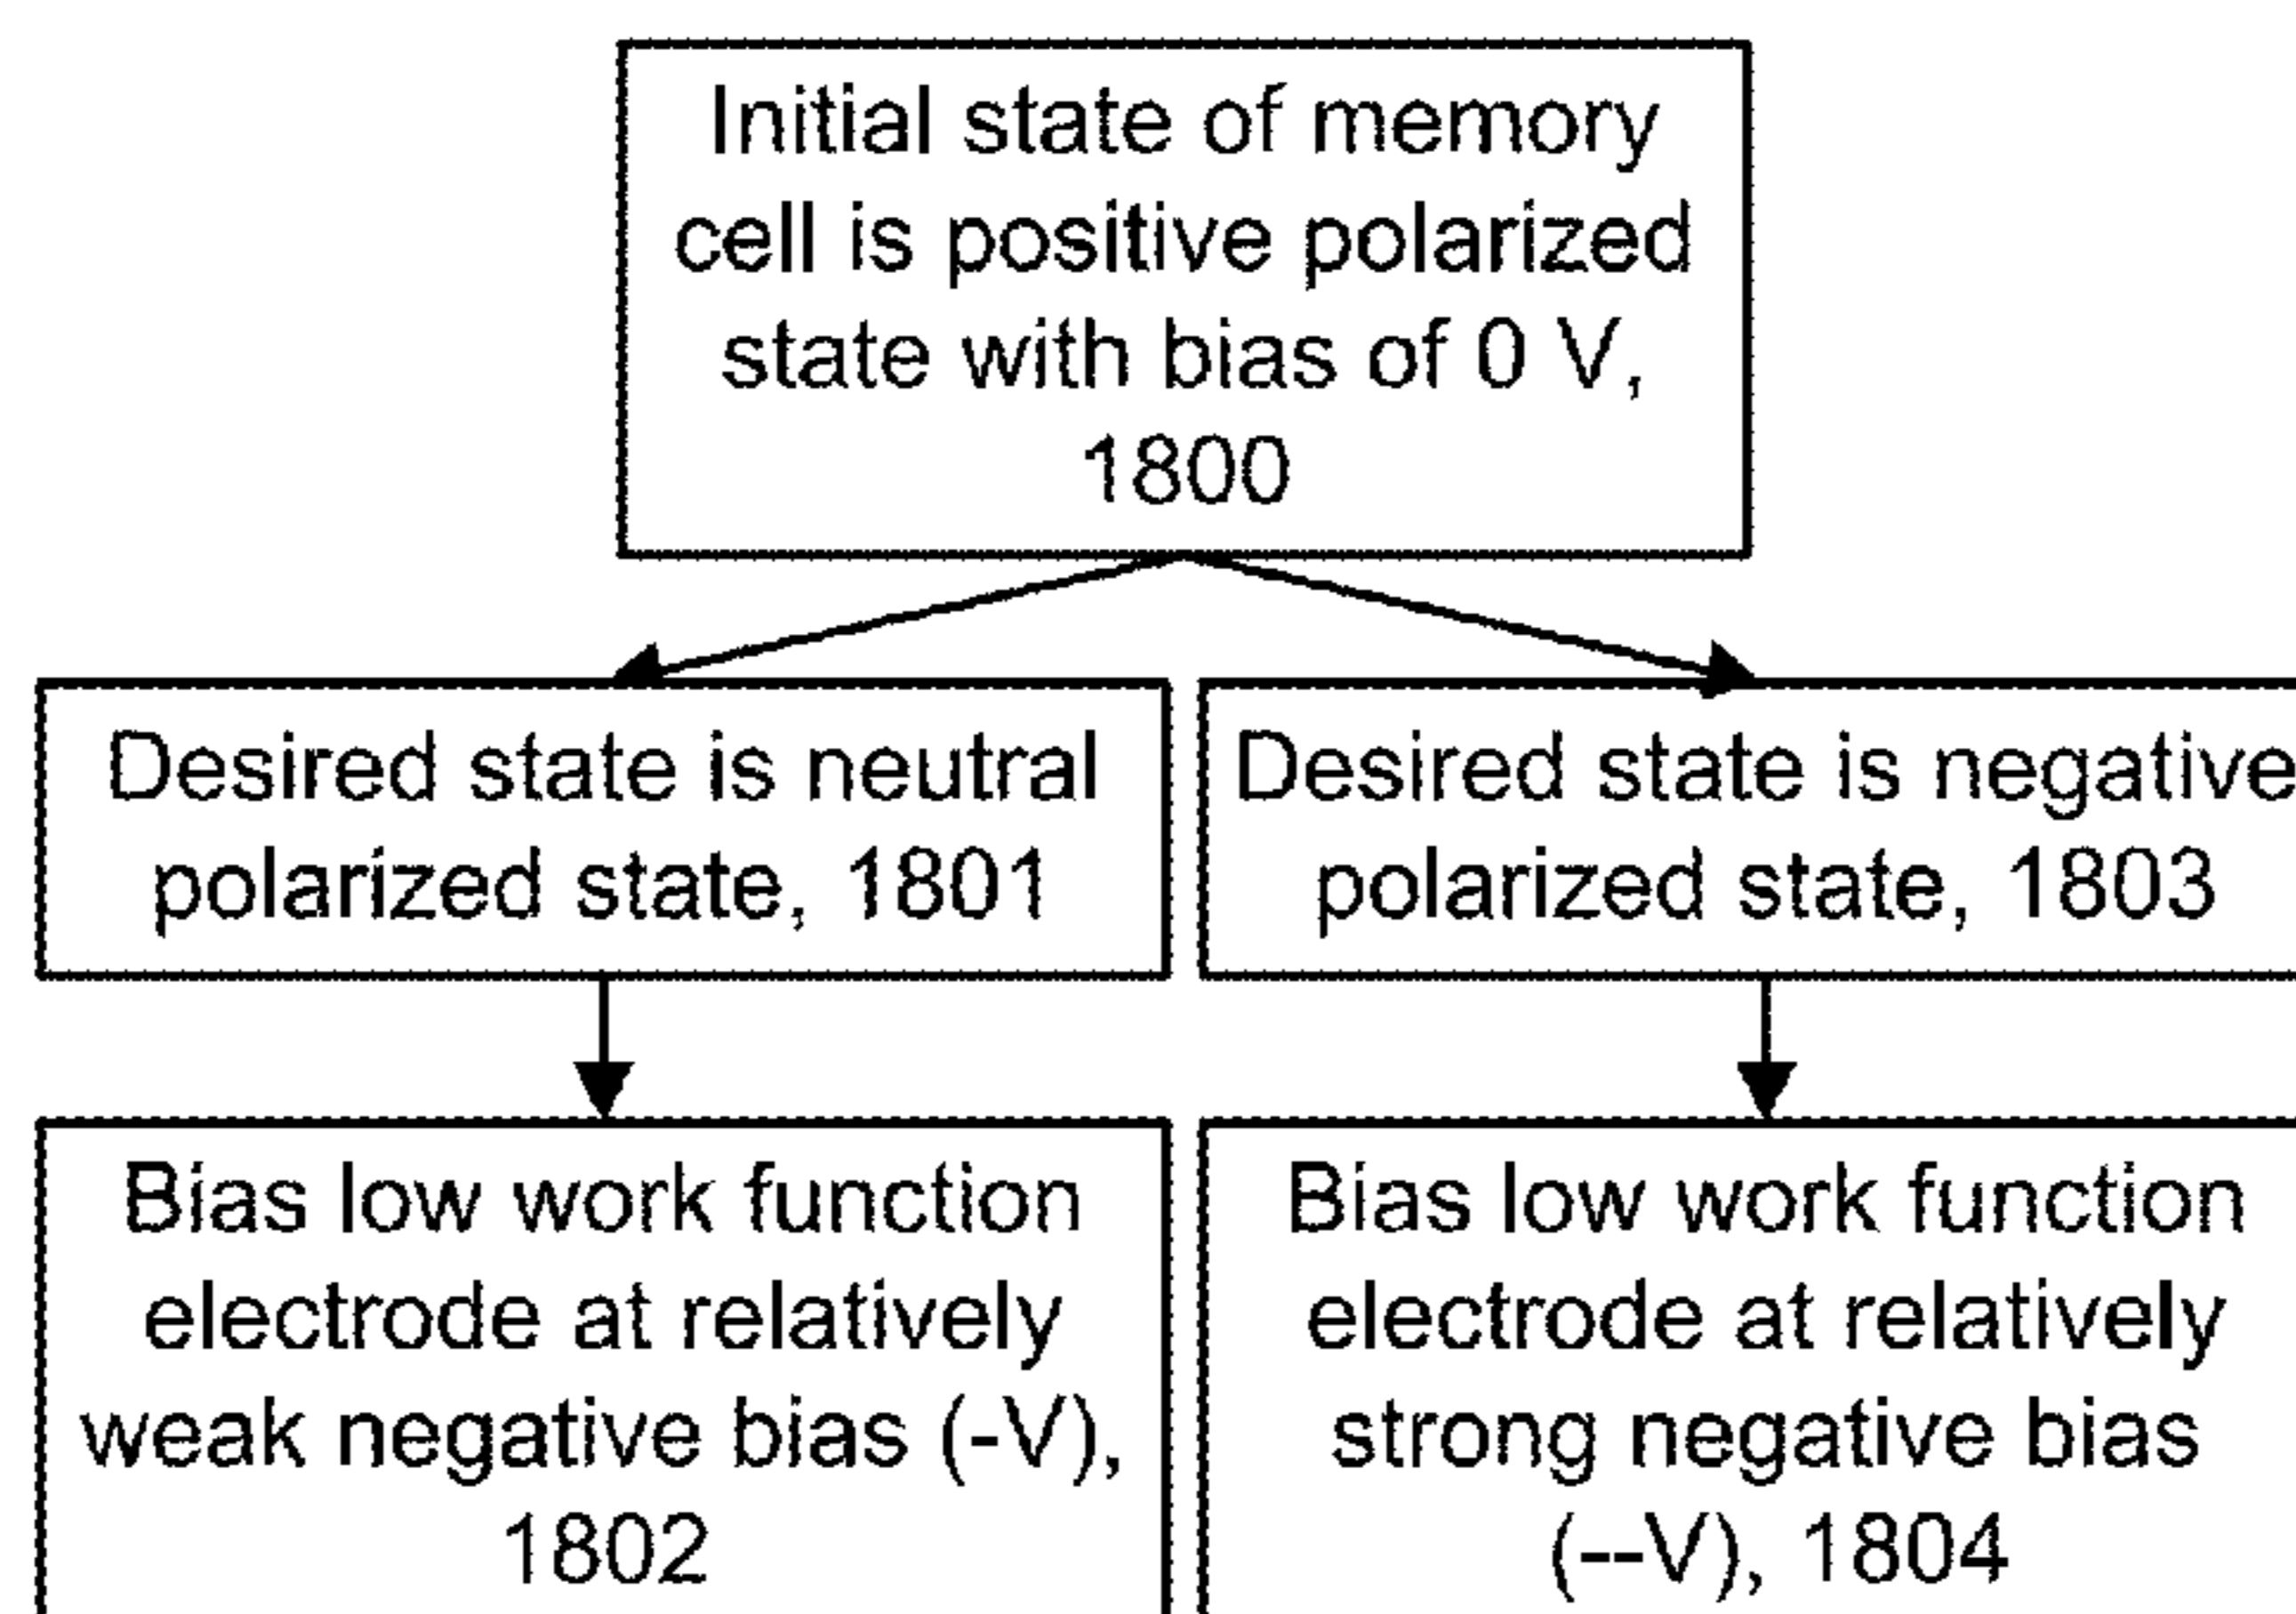 Initial state of memory
cell is positive polarized
state with bias of 0 V,
1800
Desired state is neutral
polarized state, 1801
Desired state is negative
polarized state, 1803
Bias low work function
electrode at relatively
weak negative bias (-V),
1802
Bias low work function
electrode at relatively
strong negative bias
(--V), 1804